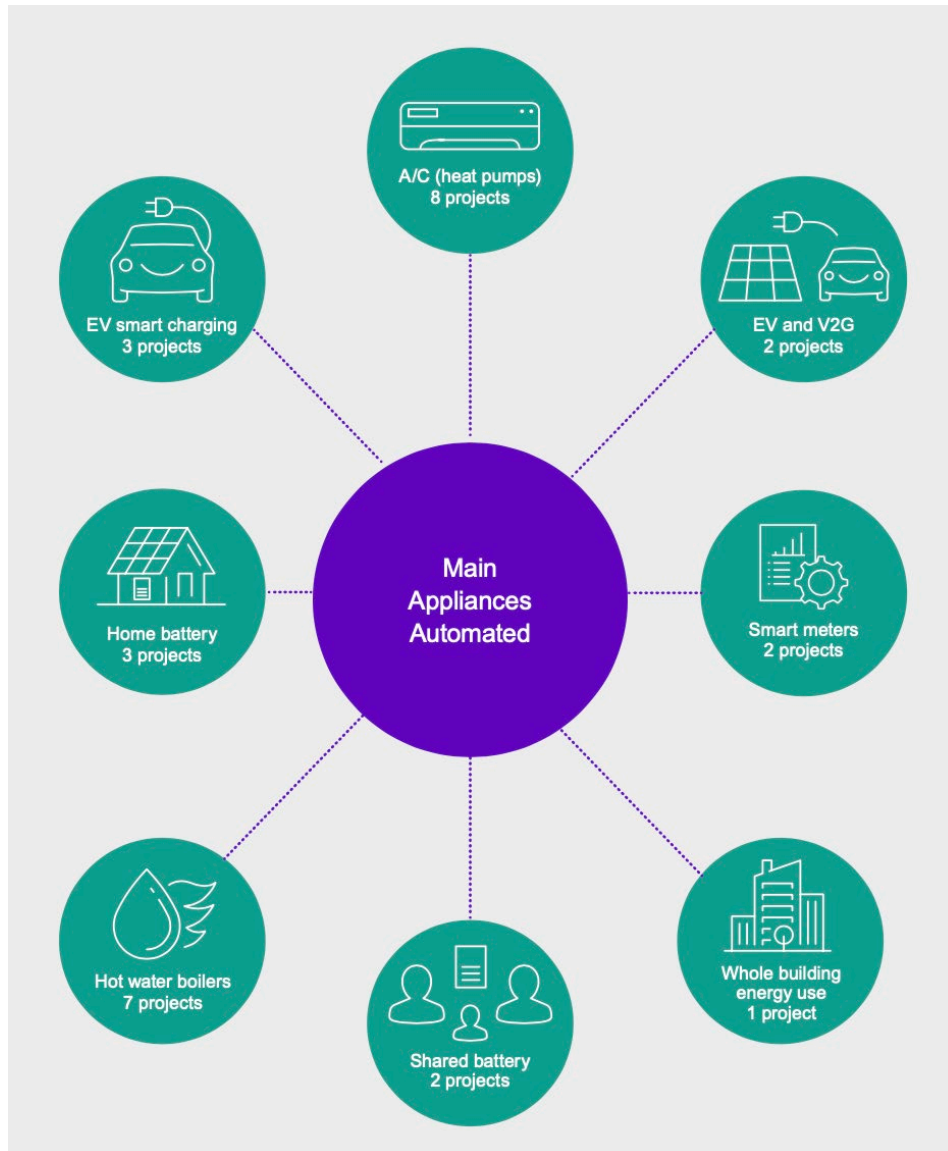 A/C (heat pumps)
8 projects
EV smart charging
3 projects
EV and V2G
2 projects
Main
Appliances
Automated
Home battery
3 projects
Smart meters
2 projects
Hot water boilers
7 projects
Whole building
energy use
1 project
Shared battery
2 projects